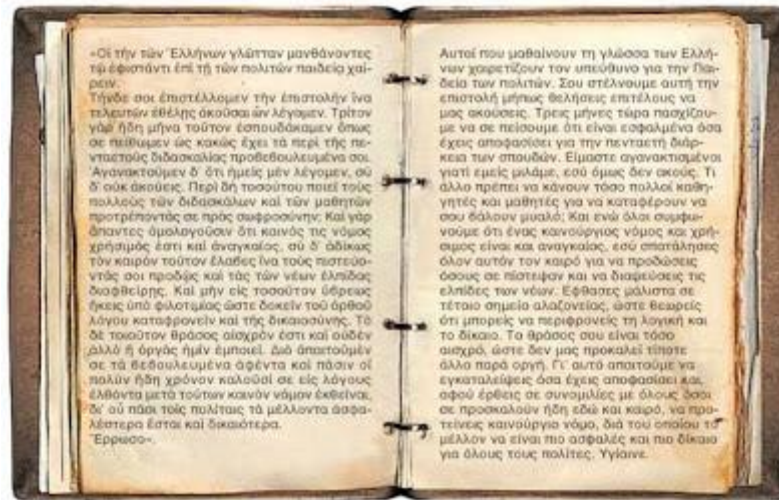 «Οἱ τὴν τῶν Ἑλλήνων γλῶτταν μανθάνοντες
τῷ ἐφιστάντι ἐπὶ τῇ τῶν πολιτῶν παιδείᾳ χαί-
ρειν.
Τήνδε σοι ἐπιστέλλομεν τὴν ἐπιστολὴν ἵνα
τελευτῶν ἐθέλῃς ἀκοῦσαι ὧν λέγομεν. Τρίτον
γὰρ ἤδη μῆνα τοῦτον ἐσπουδάκαμεν ὅπως
σε πείθωμεν ὡς κακῶς ἔχει τὰ περὶ τῆς πε-
νταετοῦς διδασκαλίας προβεβουλευμένα σοι.
Ἀγανακτοῦμεν δ' ὅτι ἡμεῖς μὲν λέγομεν, σὺ
δ' οὐκ ἀκούεις. Περὶ δὴ τοσούτου ποιεῖ τοὺς
πολλοὺς τῶν διδασκάλων καὶ τῶν μαθητῶν
προτρέποντάς σε πρὸς σωφροσύνην; Καὶ γὰρ
ἅπαντες ὁμολογοῦσιν ὅτι καινός τις νόμος
χρήσιμός ἐστι καὶ ἀναγκαῖος, σὺ δ' ἀδίκως
τὸν καιρὸν τοῦτον ἔλαβες ἵνα τοὺς πιστεύο-
ντάς σοι προδῷς καὶ τὰς τῶν νέων ἐλπίδας
διαφθείρῃς. Καὶ μὴν εἰς τοσοῦτον ὕβρεως
ἥκεις ὑπὸ φιλοτιμίας ὥστε δοκεῖν τοῦ ὀρθοῦ
λόγου καταφρονεῖν καὶ τῆς δικαιοσύνης. Τὸ
δὲ τοιοῦτον θράσος αἰσχρόν ἐστι καὶ οὐδὲν
ἄλλο ἢ ὀργὰς ἡμῖν ἐμποιεῖ. Διὸ ἀπαιτοῦμέν
σε τὰ βεβουλευμένα ἀφέντα καὶ πᾶσιν οἳ
πολὺν ἤδη χρόνον καλοῦσί σε εἰς λόγους
ἐλθόντα μετὰ τούτων καινὸν νόμον ἐκθεῖναι,
δι' οὗ πᾶσι τοῖς πολίταις τὰ μέλλοντα ἀσφα-
λέστερα ἔσται καὶ δικαιότερα.
Ἔρρωσο».
Αυτοί που μαθαίνουν τη γλώσσα των Ελλή-
νων χαιρετίζουν τον υπεύθυνο για την Παι-
δεία των πολιτών. Σου στέλνουμε αυτή την
επιστολή μήπως θελήσεις επιτέλους να
μας ακούσεις. Τρεις μήνες τώρα πασχίζου-
με να σε πείσουμε ότι είναι εσφαλμένα όσα
έχεις αποφασίσει για την πενταετή διάρ-
κεια των σπουδών. Είμαστε αγανακτισμένοι
γιατί εμείς μιλάμε, εσύ όμως δεν ακούς. Τι
άλλο πρέπει να κάνουν τόσο πολλοί καθη-
γητές και μαθητές για να καταφέρουν να
σου βάλουν μυαλό; Και ενώ όλοι συμφω-
νούμε ότι ένας καινούργιος νόμος και χρή-
σιμος είναι και αναγκαίος, εσύ σπατάλησες
όλον αυτόν τον καιρό για να προδώσεις
όσους σε πίστεψαν και να διαψεύσεις τις
ελπίδες των νέων. Έφθασες μάλιστα σε
τέτοιο σημείο αλαζονείας, ώστε θεωρείς
ότι μπορείς να περιφρονείς τη λογική και
το δίκαιο. Το θράσος σου είναι τόσο
αισχρό, ώστε δεν μας προκαλεί τίποτε
άλλο παρά οργή. Γι' αυτό απαιτούμε να
εγκαταλείψεις όσα έχεις αποφασίσει και,
αφού έρθεις σε συνομιλίες με όλους όσοι
σε προσκαλούν ήδη εδώ και καιρό, να προ-
τείνεις καινούργιο νόμο, διά του οποίου το
μέλλον να είναι πιο ασφαλές και πιο δίκαιο
για όλους τους πολίτες. Υγίαινε.